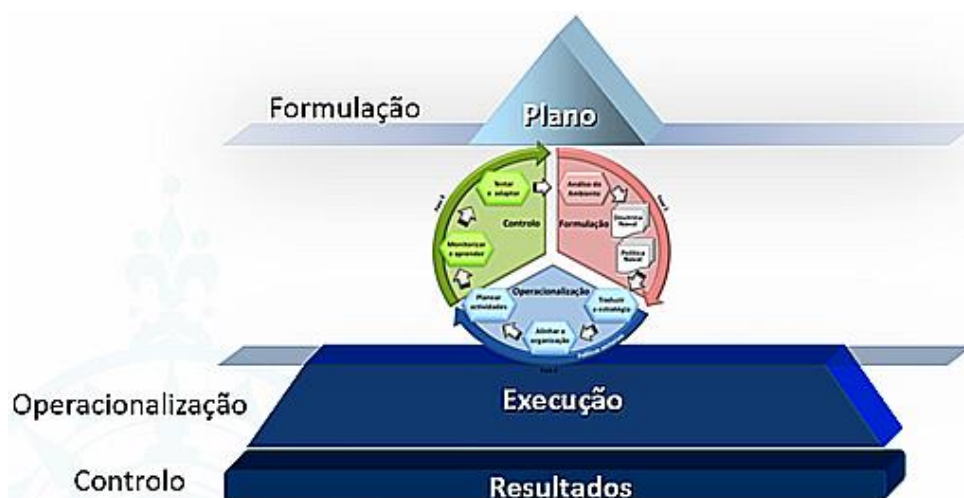 Formulação
Plano
Testar
e adaptar
Análise do
Ambiente
Controlo
Formulação
Doutrina
Naval
Monitorizar
e aprender
Política
Naval
Operacionalização
Planear
actividades
Traduzir
a estratégia
Alinhar a
organização
Operacionalização
Execução
Controlo
Resultados